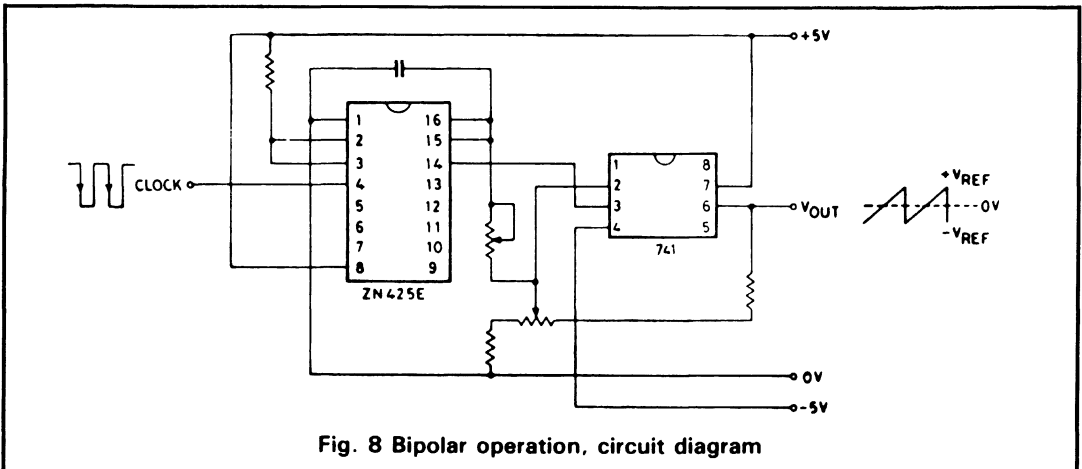 +5V
1 16
2 15
3 14
4 13
5 12
6 11
7 10
8 9
ZN425E
CLOCK
1 8
2 7
3 6
4 5
741
VOUT
+VREF
0V
-VREF
0V
-5V
Fig. 8 Bipolar operation, circuit diagram